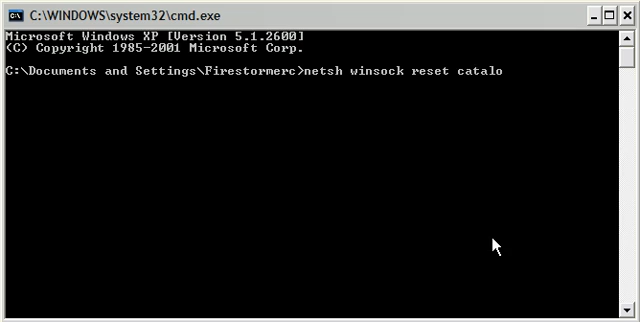 C:\WINDOWS\system32\cmd.exe
Microsoft Windows XP [Version 5.1.2600]
(C) Copyright 1985-2001 Microsoft Corp.
C:\Documents and Settings\Firestormerc>netsh winsock reset catalo